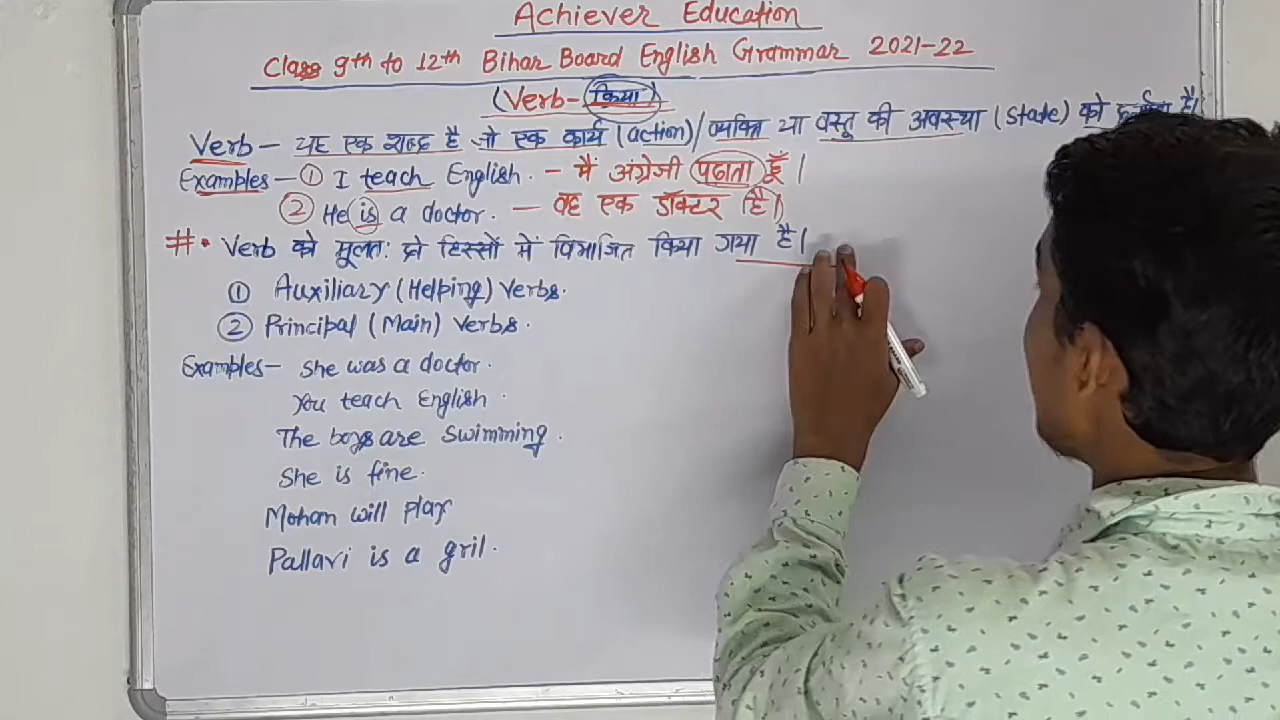 Achiever Education
Class 9th to 12th Bihar Board English Grammar 2021-22
(Verb- क्रिया)
Verb - यह एक शब्द है जो एक कार्य (action)/व्यक्ति या वस्तु की अवस्था (State) को दर्शाता है।
Examples - ① I teach English. - मैं अंग्रेजी पढाता हूँ।
② He is a doctor. - वह एक डॉक्टर है।
#• Verb को मूलतः दो हिस्सों में विभाजित किया गया है।
① Auxiliary (Helping) Verbs.
② Principal (Main) Verbs.
Examples- She was a doctor.
You teach English.
The boys are swimming.
She is fine.
Mohan will play
Pallavi is a gril.